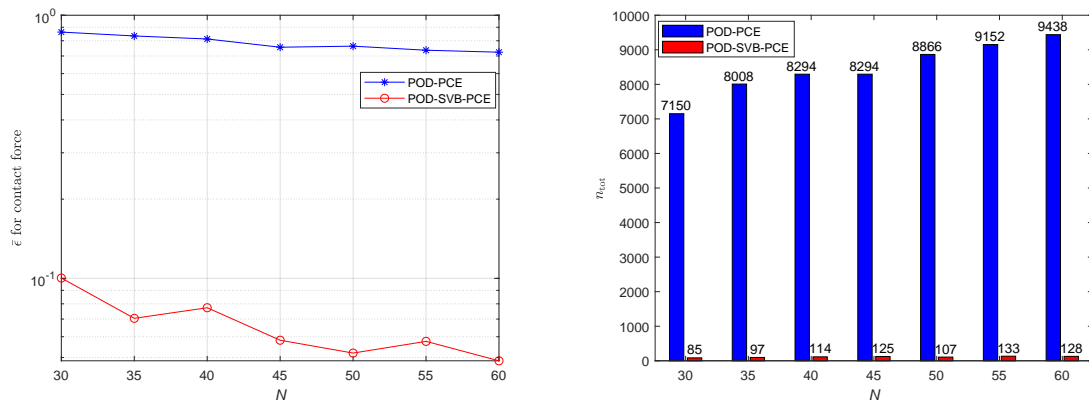 10^0
10^-1
ε̄ for contact force
POD-PCE
POD-SVB-PCE
30 35 40 45 50 55 60
N
10000
9000
8000
7000
6000
5000
4000
3000
2000
1000
0
n_tot
POD-PCE
POD-SVB-PCE
7150 8008 8294 8294 8866 9152 9438
85 97 114 125 107 133 128
30 35 40 45 50 55 60
N